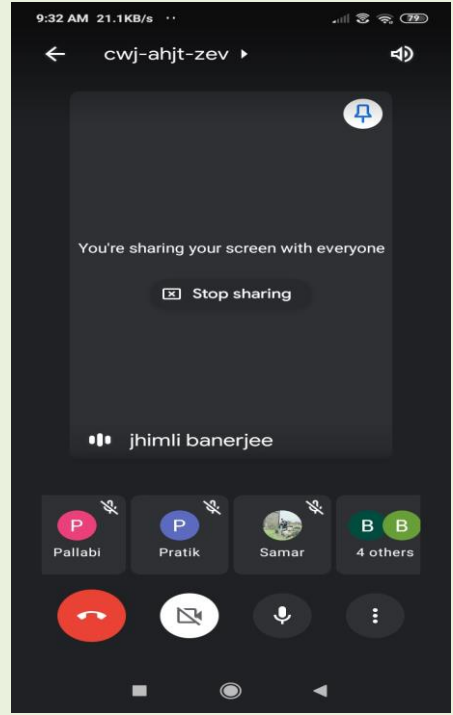 9:32 AM 21.1KB/s ·· 79
cwj-ahjt-zev
You're sharing your screen with everyone
Stop sharing
jhimli banerjee
P P B B
Pallabi Pratik Samar 4 others